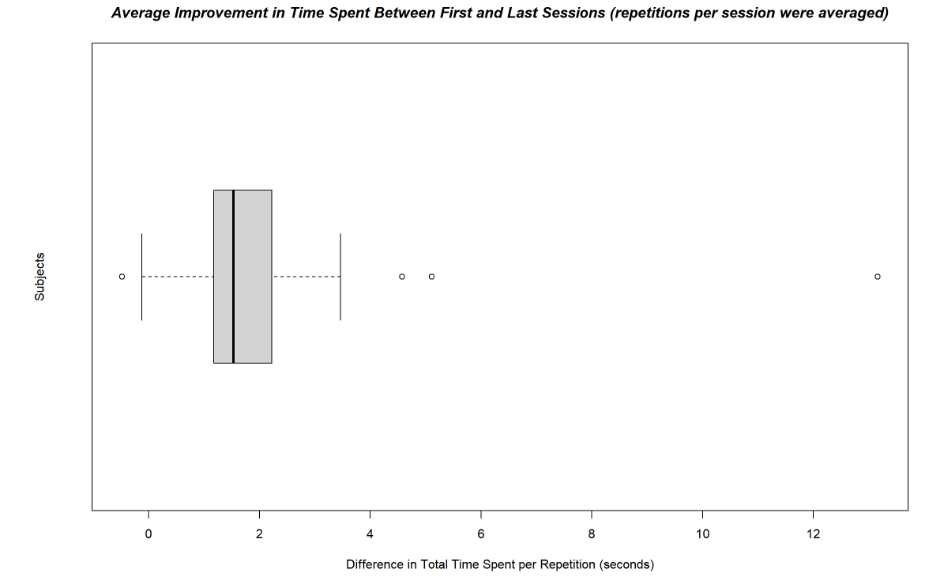 Average Improvement in Time Spent Between First and Last Sessions (repetitions per session were averaged)
Subjects
0 2 4 6 8 10 12
Difference in Total Time Spent per Repetition (seconds)